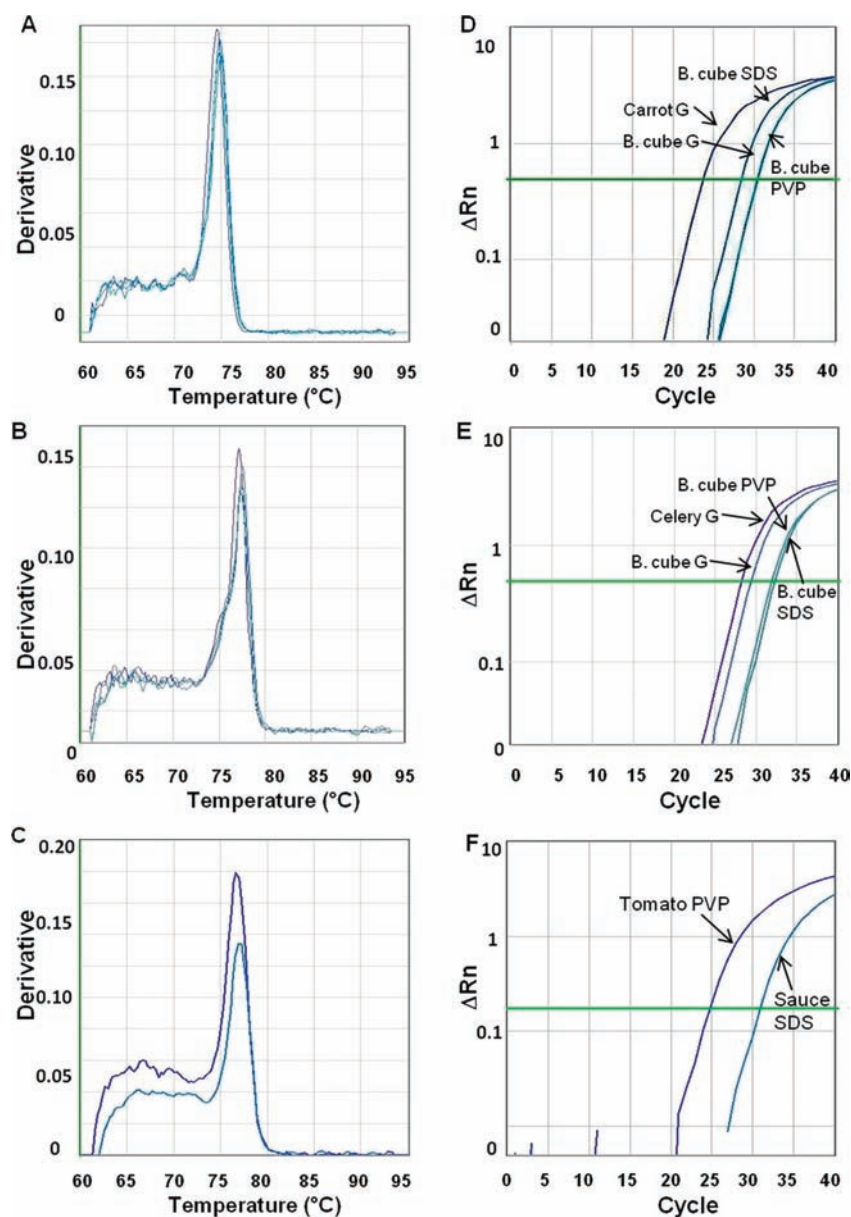 A
0.15
0.10
0.05
0
Derivative
60 65 70 75 80 85 90 95
Temperature (°C)
D
10
1
0.1
0
ΔRn
B. cube SDS
Carrot G
B. cube G
B. cube
PVP
0 5 10 15 20 25 30 35 40
Cycle
B
0.15
0.10
0.05
0
Derivative
60 65 70 75 80 85 90 95
Temperature (°C)
E
10
1
0.1
0
ΔRn
B. cube PVP
Celery G
B. cube G
B. cube
SDS
0 5 10 15 20 25 30 35 40
Cycle
C
0.20
0.15
0.10
0.05
0
Derivative
60 65 70 75 80 85 90 95
Temperature (°C)
F
10
1
0.1
0
ΔRn
Tomato PVP
Sauce
SDS
0 5 10 15 20 25 30 35 40
Cycle